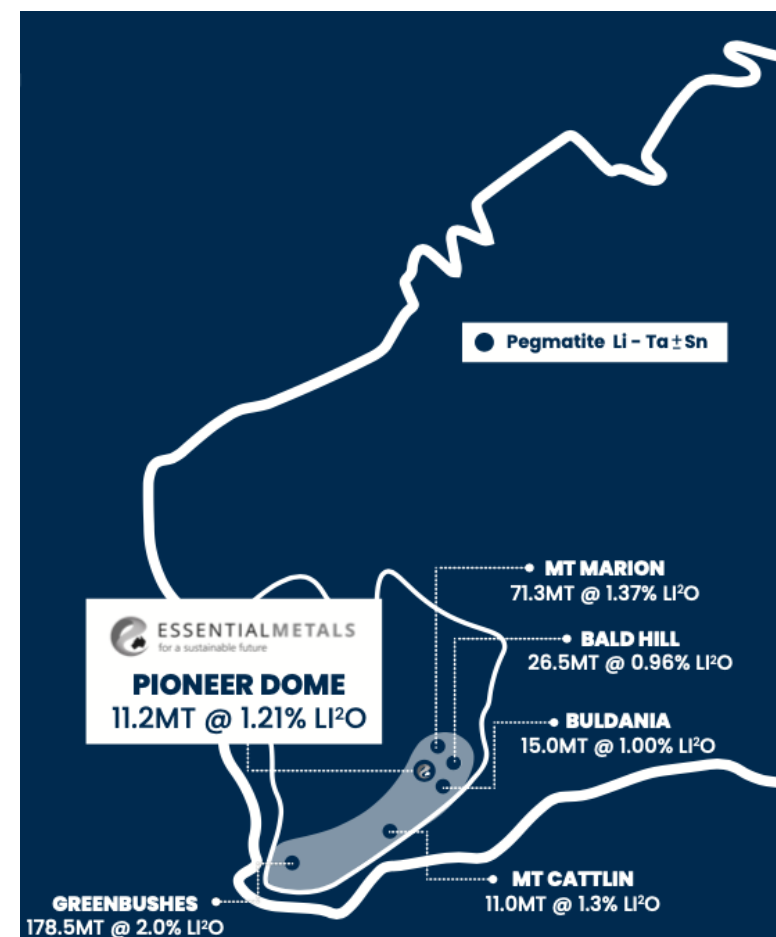 Pegmatite Li - Ta ± Sn
MT MARION
71.3MT @ 1.37% LI²O
ESSENTIALMETALS
for a sustainable future
PIONEER DOME
11.2MT @ 1.21% LI²O
BALD HILL
26.5MT @ 0.96% LI²O
BULDANIA
15.0MT @ 1.00% LI²O
MT CATTLIN
11.0MT @ 1.3% LI²O
GREENBUSHES
178.5MT @ 2.0% LI²O